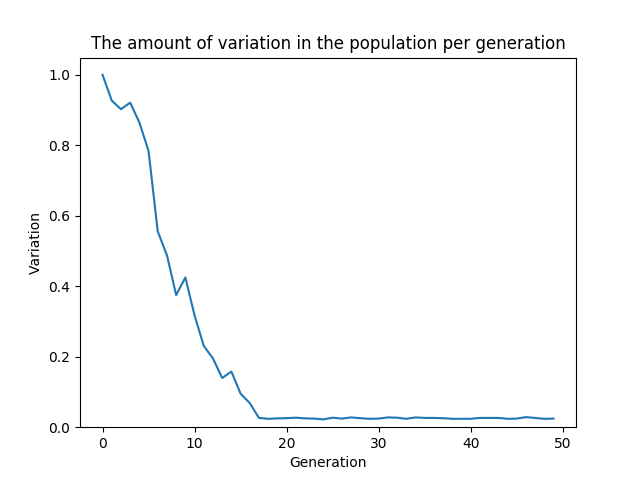 The amount of variation in the population per generation
1.0
0.8
0.6
0.4
0.2
0.0
Variation
0 10 20 30 40 50
Generation